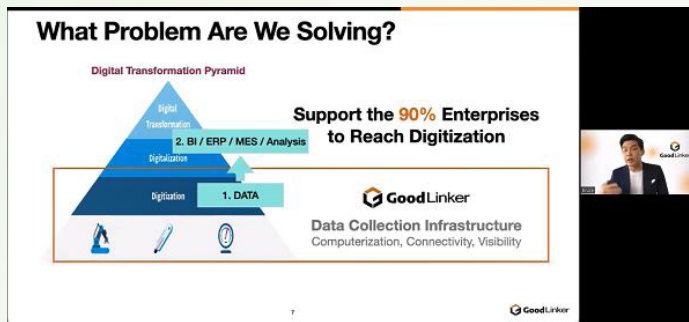 What Problem Are We Solving?
Digital Transformation Pyramid
Digital
Transformation
2. BI / ERP / MES / Analysis
Digitalization
Digitization
1. DATA
Support the 90% Enterprises
to Reach Digitization
GoodLinker
Data Collection Infrastructure
Computerization, Connectivity, Visibility
7
GoodLinker
GoodLinker